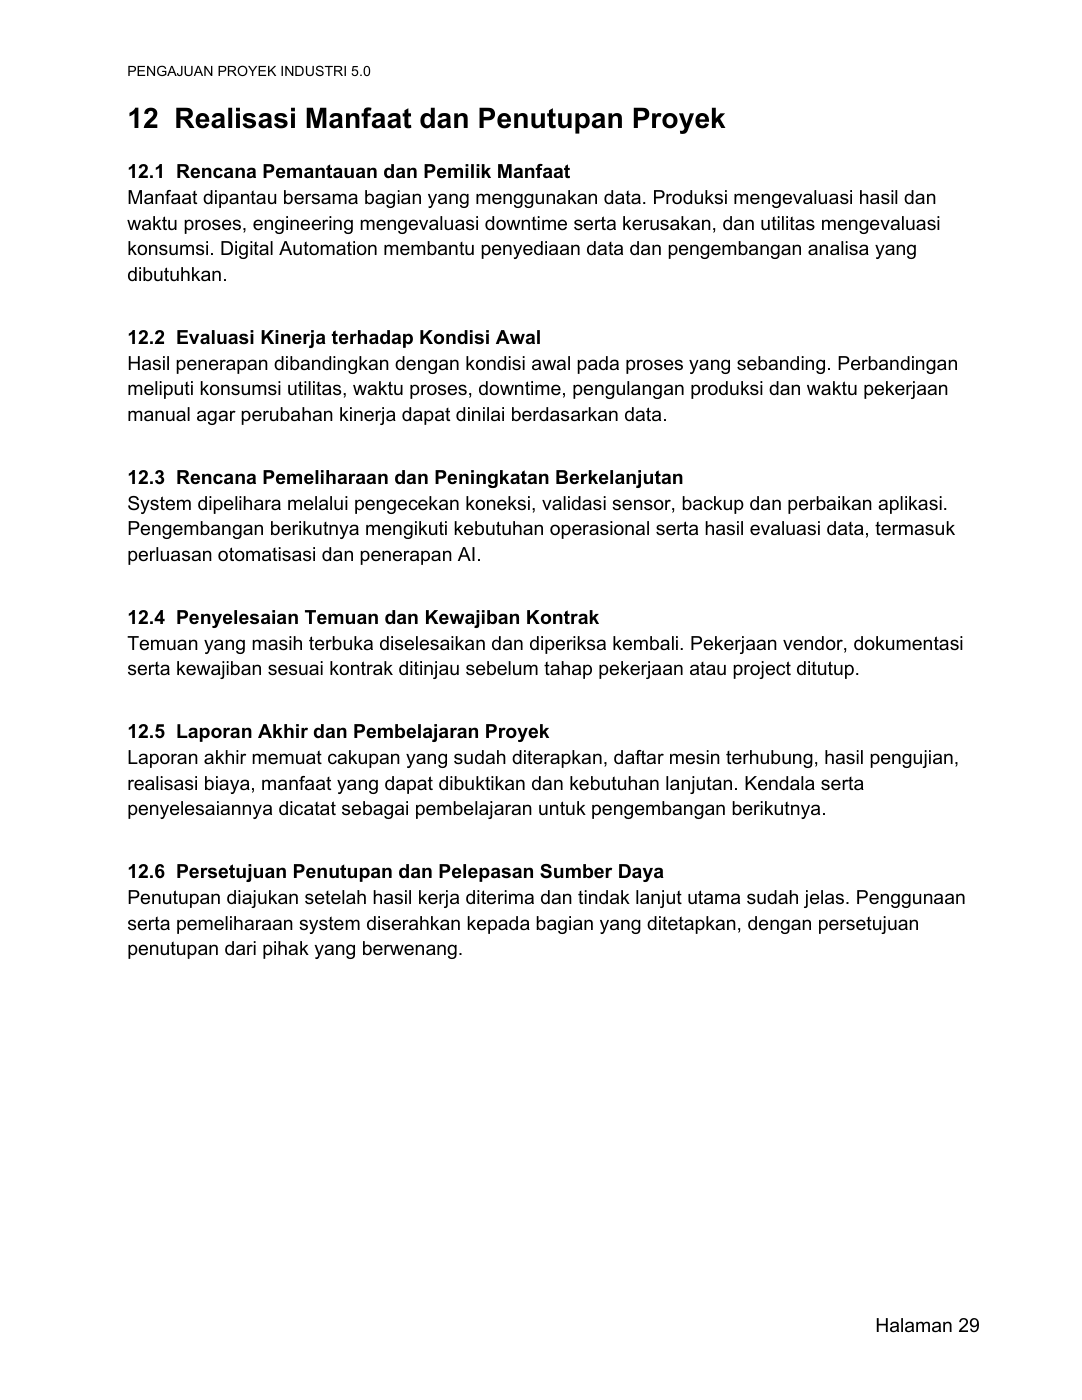 PENGAJUAN PROYEK INDUSTRI 5.0
12 Realisasi Manfaat dan Penutupan Proyek
12.1 Rencana Pemantauan dan Pemilik Manfaat
Manfaat dipantau bersama bagian yang menggunakan data. Produksi mengevaluasi hasil dan
waktu proses, engineering mengevaluasi downtime serta kerusakan, dan utilitas mengevaluasi
konsumsi. Digital Automation membantu penyediaan data dan pengembangan analisa yang
dibutuhkan.
12.2 Evaluasi Kinerja terhadap Kondisi Awal
Hasil penerapan dibandingkan dengan kondisi awal pada proses yang sebanding. Perbandingan
meliputi konsumsi utilitas, waktu proses, downtime, pengulangan produksi dan waktu pekerjaan
manual agar perubahan kinerja dapat dinilai berdasarkan data.
12.3 Rencana Pemeliharaan dan Peningkatan Berkelanjutan
System dipelihara melalui pengecekan koneksi, validasi sensor, backup dan perbaikan aplikasi.
Pengembangan berikutnya mengikuti kebutuhan operasional serta hasil evaluasi data, termasuk
perluasan otomatisasi dan penerapan AI.
12.4 Penyelesaian Temuan dan Kewajiban Kontrak
Temuan yang masih terbuka diselesaikan dan diperiksa kembali. Pekerjaan vendor, dokumentasi
serta kewajiban sesuai kontrak ditinjau sebelum tahap pekerjaan atau project ditutup.
12.5 Laporan Akhir dan Pembelajaran Proyek
Laporan akhir memuat cakupan yang sudah diterapkan, daftar mesin terhubung, hasil pengujian,
realisasi biaya, manfaat yang dapat dibuktikan dan kebutuhan lanjutan. Kendala serta
penyelesaiannya dicatat sebagai pembelajaran untuk pengembangan berikutnya.
12.6 Persetujuan Penutupan dan Pelepasan Sumber Daya
Penutupan diajukan setelah hasil kerja diterima dan tindak lanjut utama sudah jelas. Penggunaan
serta pemeliharaan system diserahkan kepada bagian yang ditetapkan, dengan persetujuan
penutupan dari pihak yang berwenang.
Halaman 29